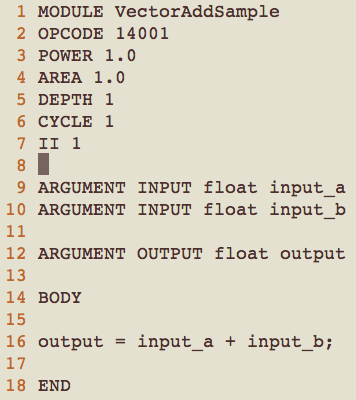 1 MODULE VectorAddSample
2 OPCODE 14001
3 POWER 1.0
4 AREA 1.0
5 DEPTH 1
6 CYCLE 1
7 II 1
8
9 ARGUMENT INPUT float input_a
10 ARGUMENT INPUT float input_b
11
12 ARGUMENT OUTPUT float output
13
14 BODY
15
16 output = input_a + input_b;
17
18 END